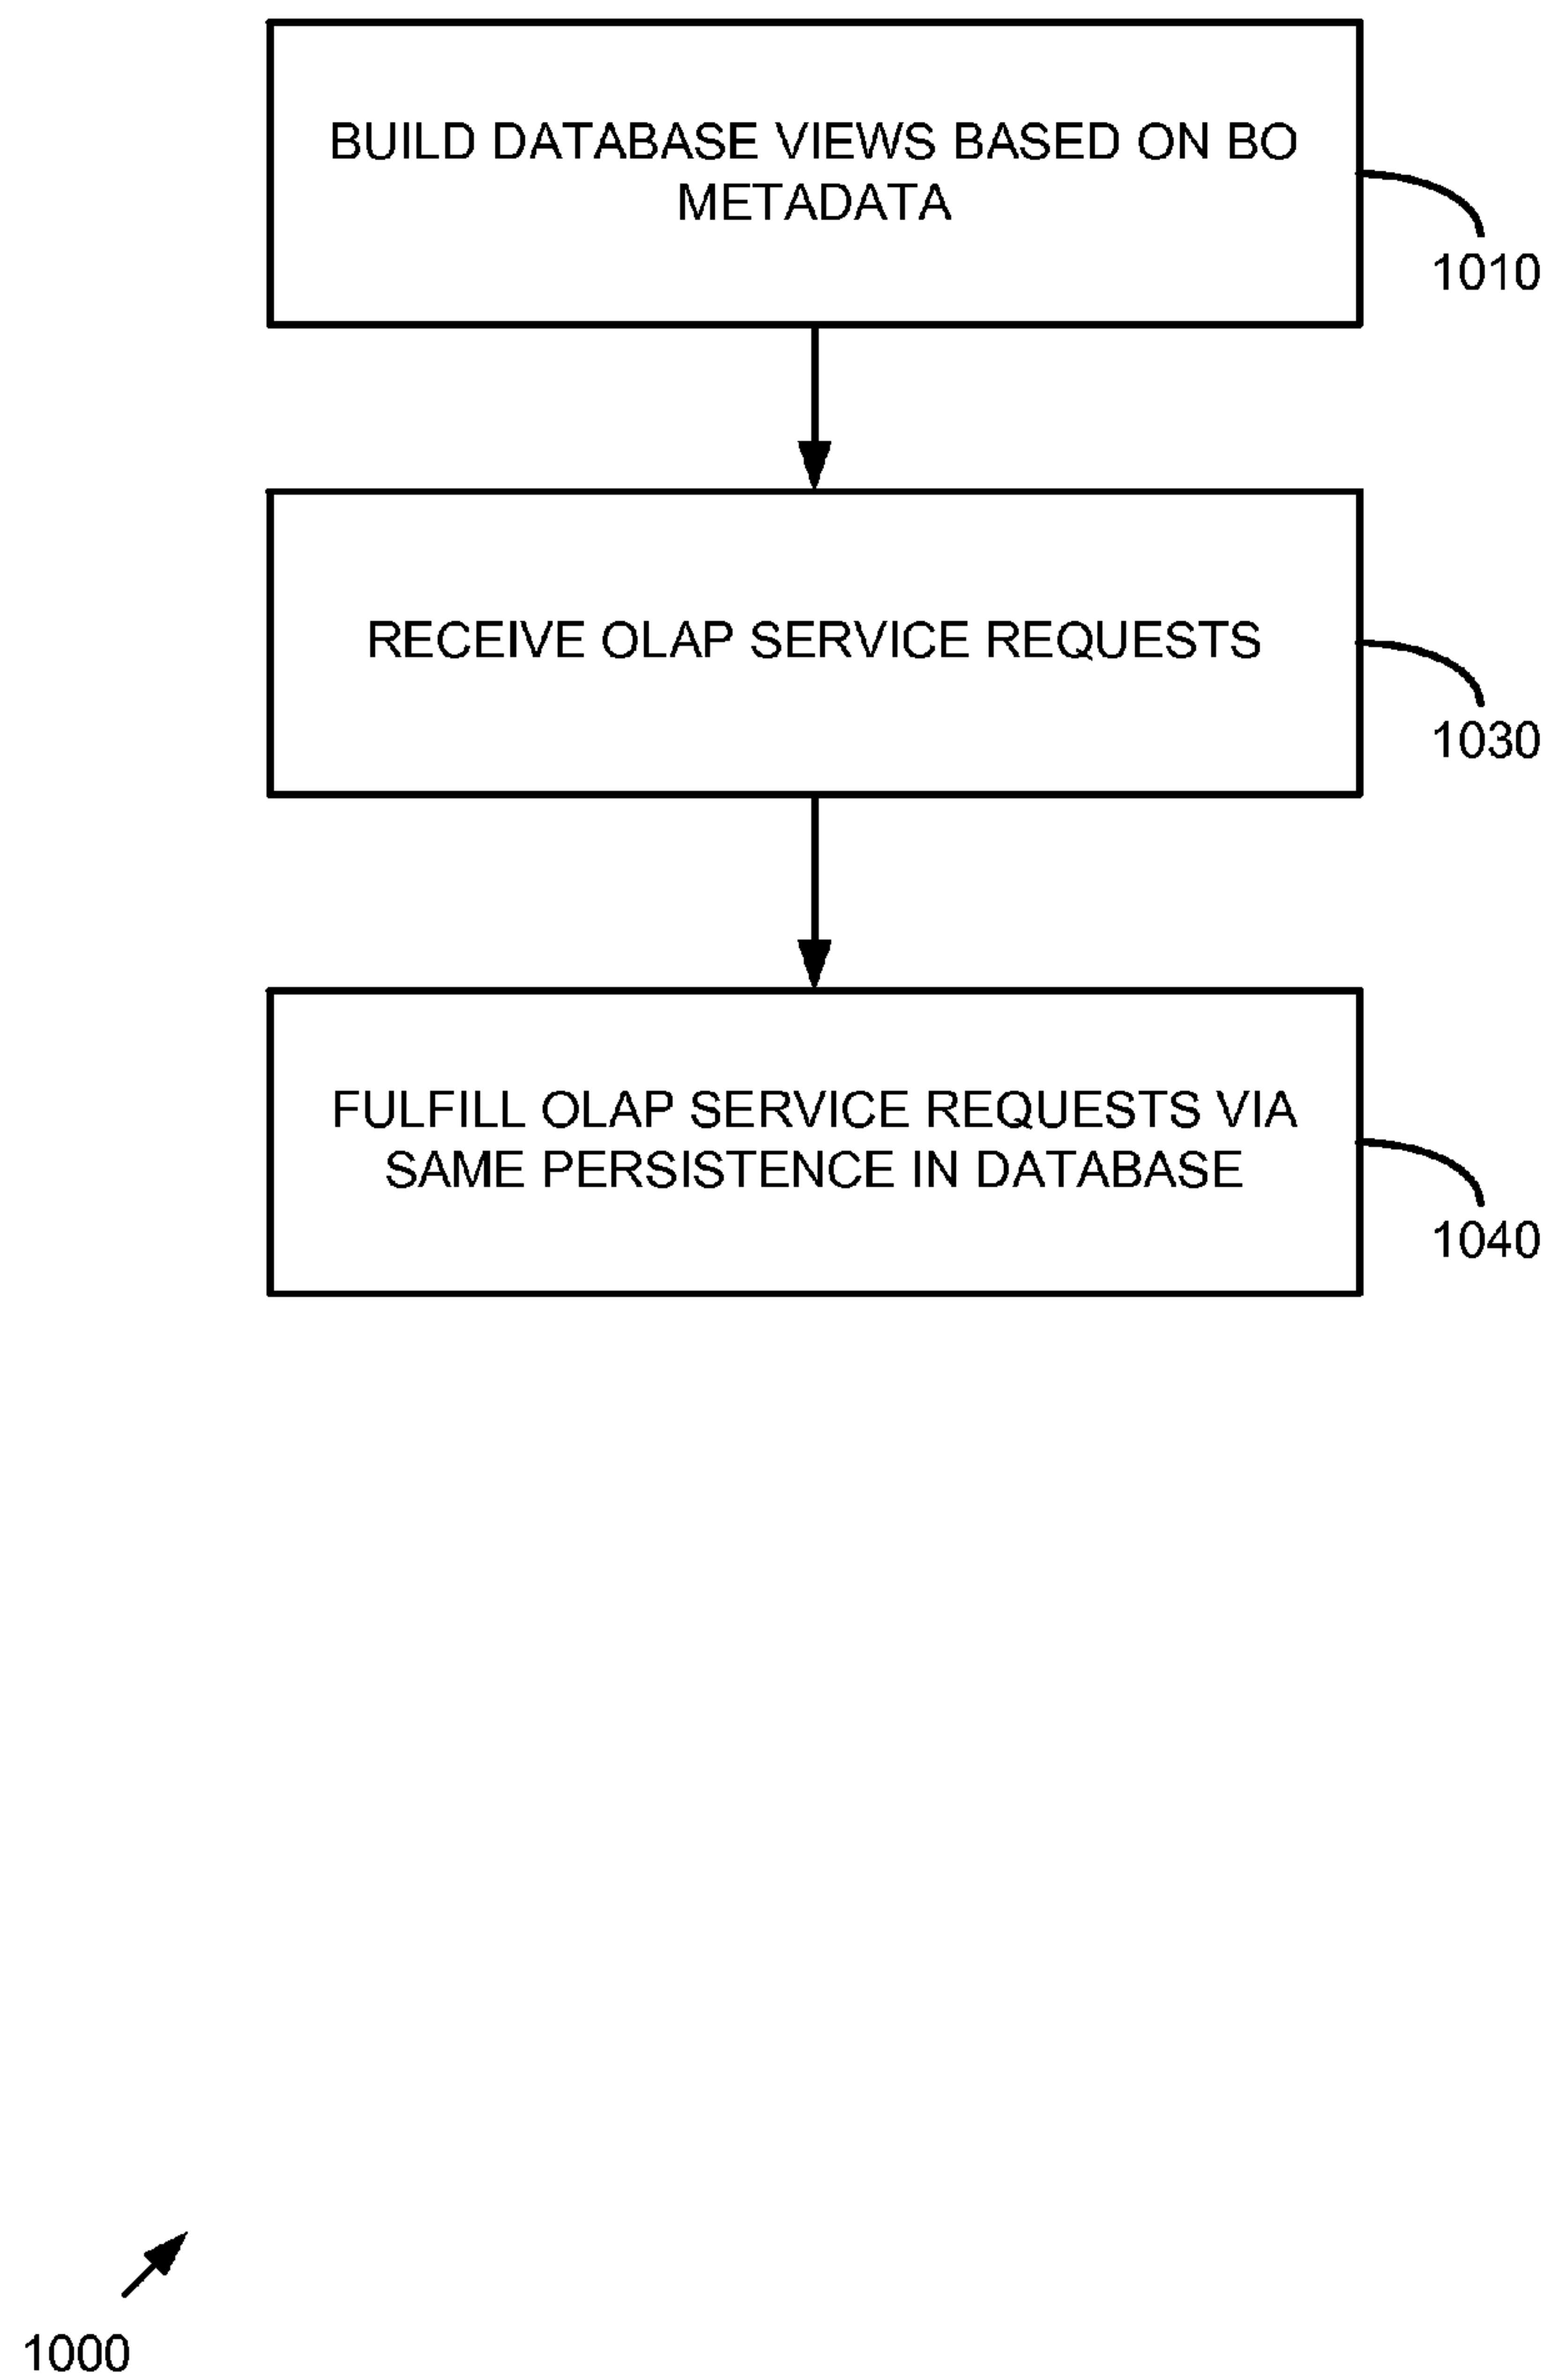 BUILD DATABASE VIEWS BASED ON BO
METADATA
1010
RECEIVE OLAP SERVICE REQUESTS
1030
FULFILL OLAP SERVICE REQUESTS VIA
SAME PERSISTENCE IN DATABASE
1040
1000